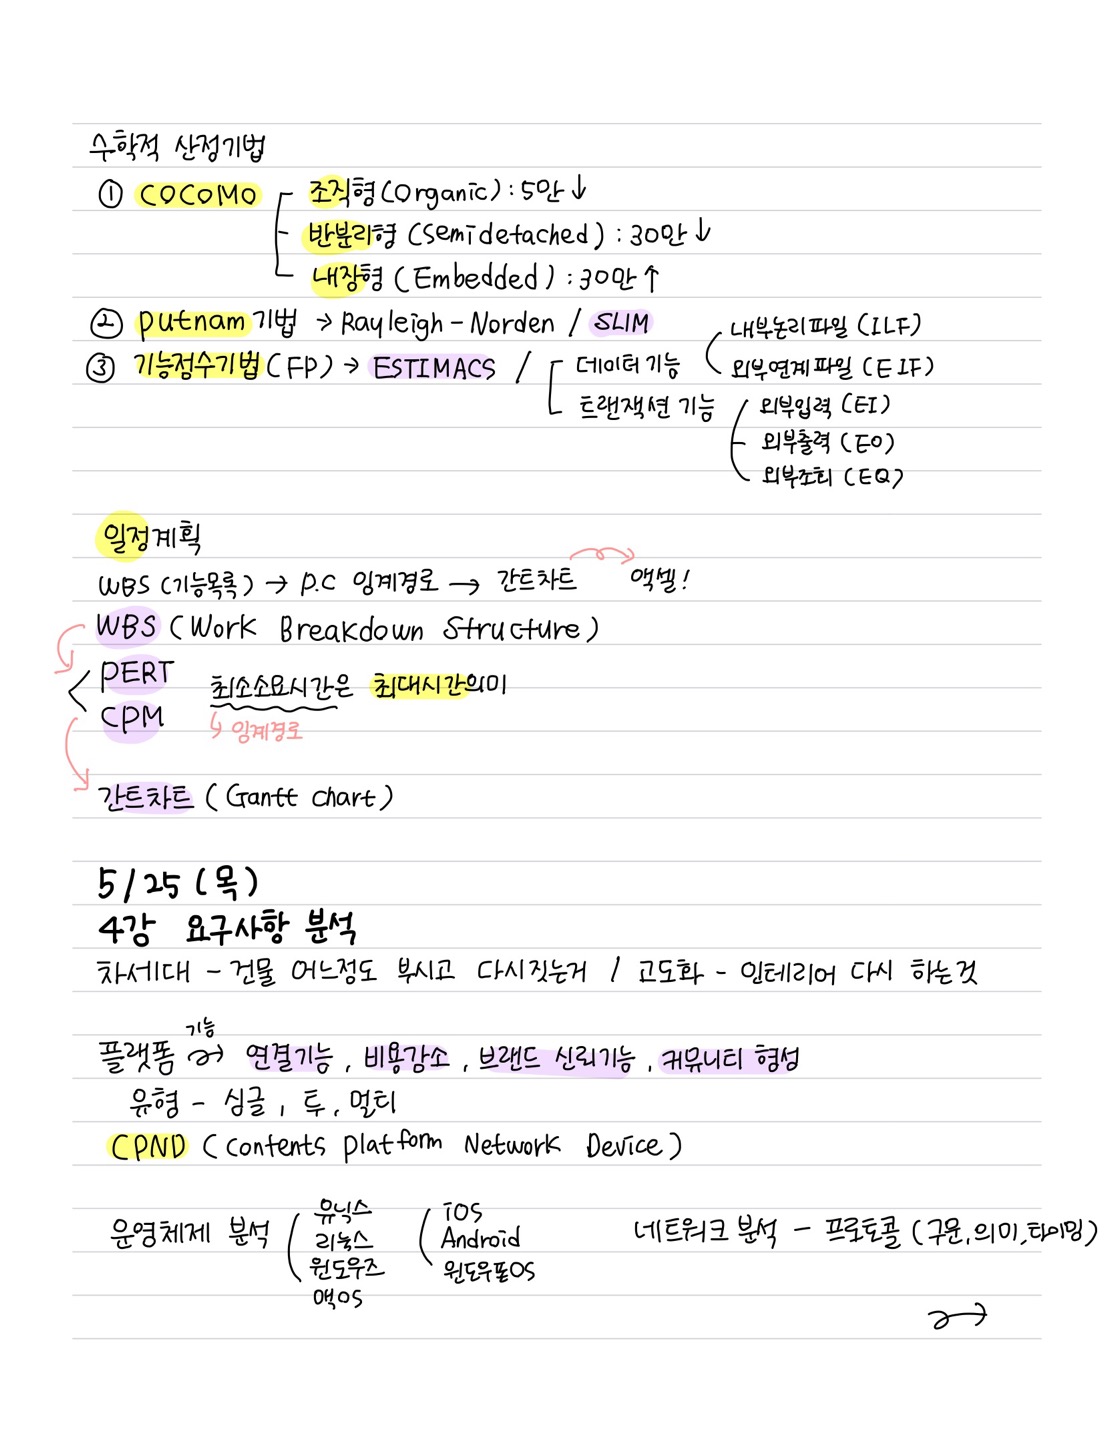 수학적 산정기법
① COCOMO 조직형(Organic) : 5만↓
반분리형 (Semidetached) : 30만↓
내장형 (Embedded) : 30만↑
② putnam기법 → Rayleigh-Norden / SLIM
③ 기능점수기법(FP) → ESTIMACS / 데이터 기능 내부논리파일 (ILF)
외부연계파일 (EIF)
트랜잭션 기능 외부입력 (EI)
외부출력 (EO)
외부조회 (EQ)
일정계획
WBS (기능목록) → P.C 임계경로 → 간트차트 액셀!
WBS (Work Breakdown Structure)
PERT
최소소요시간은 최대시간의미
CPM
↳ 임계경로
간트차트 (Gantt chart)
5/25 (목)
4강 요구사항 분석
차세대 - 건물 어느정도 부시고 다시짓는거 / 고도화 - 인테리어 다시 하는것
플랫폼 기능 → 연결기능, 비용감소, 브랜드 신뢰기능, 커뮤니티 형성
유형 - 싱글, 투, 멀티
CPND (Contents Platform Network Device)
운영체제 분석 유닉스 iOS 네트워크 분석 - 프로토콜 (구문, 의미, 타이밍)
리눅스 Android
윈도우즈 윈도우폰OS
맥OS
→